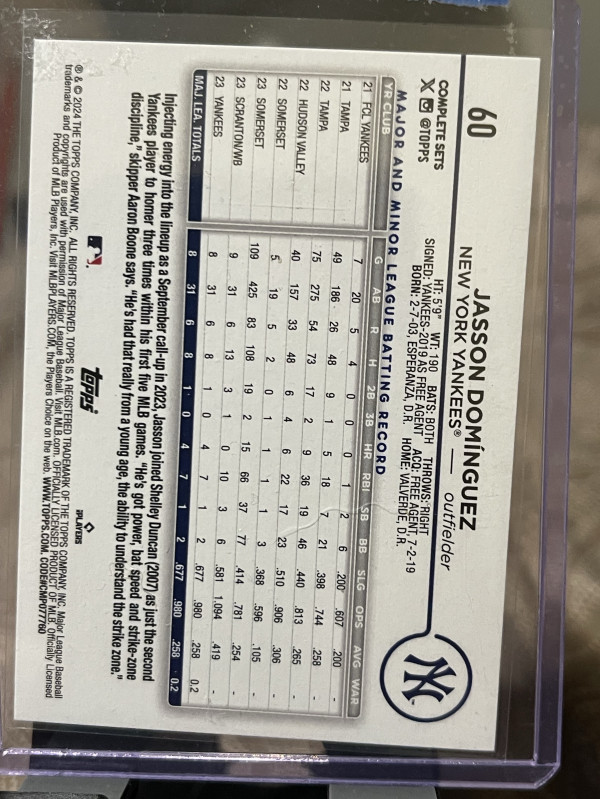 60
JASSON DOMÍNGUEZ
NEW YORK YANKEES® — outfielder
COMPLETE SETS
X @TOPPS
HT: 5'9" WT: 190 BATS: BOTH THROWS: RIGHT
SIGNED: YANKEES-2019 AS FREE AGENT ACQ: FREE AGENT, 7-2-19
BORN: 2-7-03, ESPERANZA, D.R. HOME: VALVERDE, D.R.
NY
MAJOR AND MINOR LEAGUE BATTING RECORD
YR CLUB G AB R H 2B 3B HR RBI SB BB SLG OPS AVG WAR
21 FCL YANKEES 7 20 5 4 0 0 0 1 2 6 .200 .607 .200 -
21 TAMPA 49 186 26 48 9 1 5 18 7 21 .398 .744 .258 -
22 TAMPA 75 275 54 73 17 2 9 36 19 46 .440 .813 .265 -
22 HUDSON VALLEY 40 157 33 48 6 4 6 22 17 23 .510 .906 .306 -
22 SOMERSET 5 19 5 2 0 1 1 1 1 3 .368 .596 .105 -
23 SOMERSET 109 425 83 108 19 2 15 66 37 77 .414 .781 .254 -
23 SCRANTON/WB 9 31 6 13 3 1 0 10 3 6 .581 1.094 .419 -
23 YANKEES 8 31 6 8 1 0 4 7 1 2 .677 .980 .258 0.2
MAJ. LEA. TOTALS 8 31 6 8 1 0 4 7 1 2 .677 .980 .258 0.2
Injecting energy into the lineup as a September call-up in 2023, Jasson joined Shelley Duncan (2007) as just the second
Yankees player to homer three times within his first five MLB games. "He's got power, bat speed and strike-zone
discipline," skipper Aaron Boone says. "He's had that really from a young age, the ability to understand the strike zone."
topps
PLAYERS
® & © 2024 THE TOPPS COMPANY, INC. ALL RIGHTS RESERVED. TOPPS IS A REGISTERED TRADEMARK OF THE TOPPS COMPANY, INC. Major League Baseball
trademarks and copyrights are used with permission of Major League Baseball. Visit MLB.com. OFFICIALLY LICENSED PRODUCT OF MLB. Officially Licensed
Product of MLB Players, Inc. Visit MLBPLAYERS.COM, the Players Choice on the web. WWW.TOPPS.COM. CODE#CMP077760